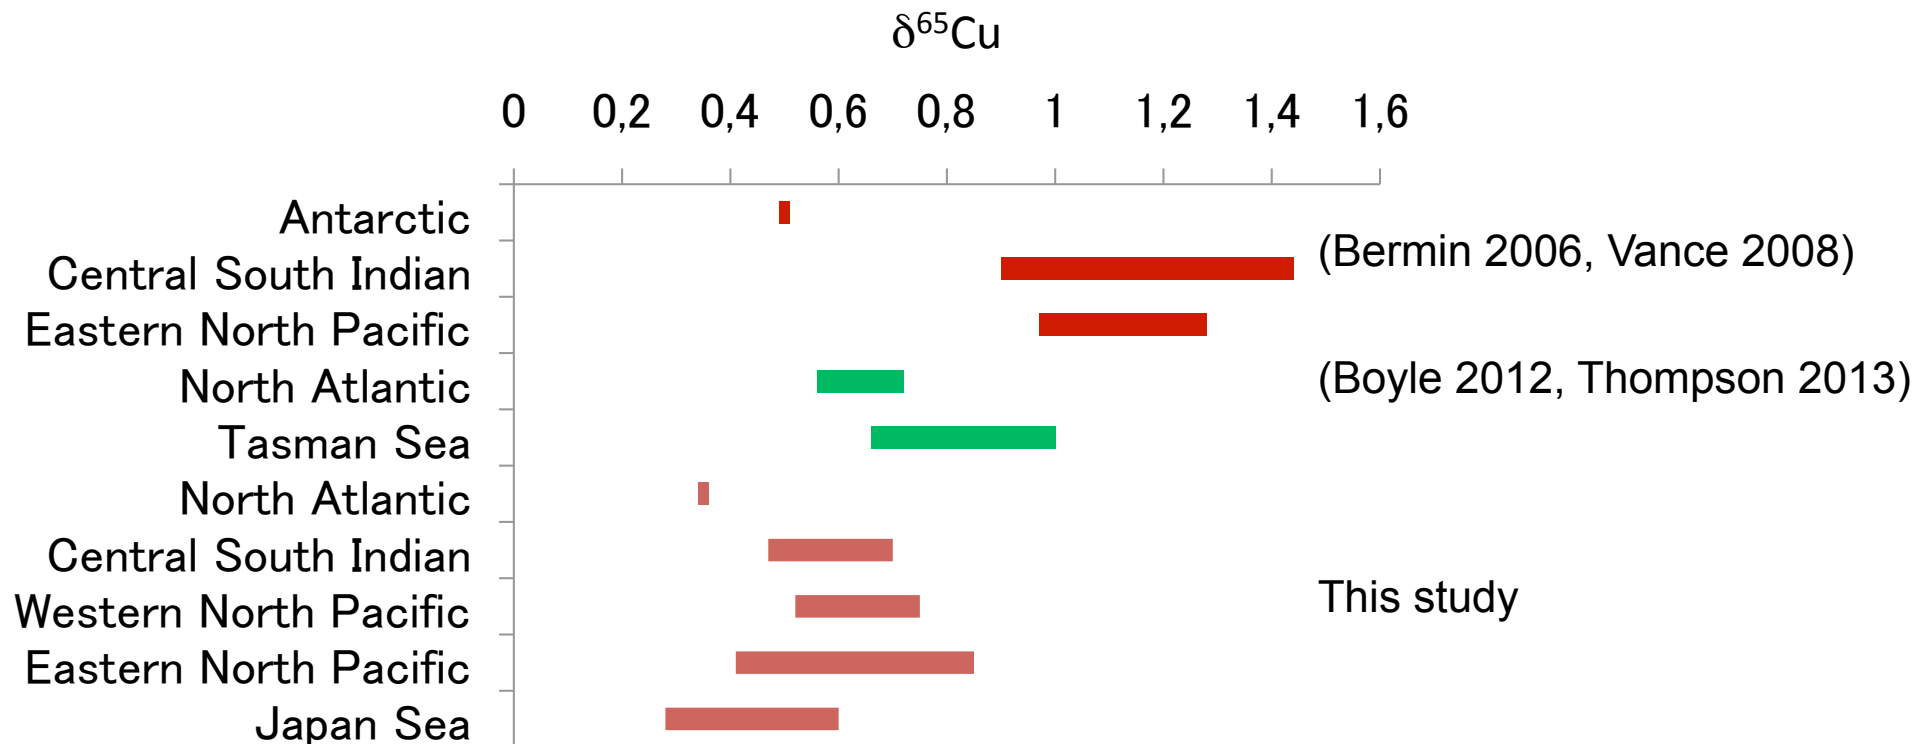 δ⁶⁵Cu
0 0,2 0,4 0,6 0,8 1 1,2 1,4 1,6
Antarctic
(Bermin 2006, Vance 2008)
Central South Indian
Eastern North Pacific
North Atlantic
(Boyle 2012, Thompson 2013)
Tasman Sea
North Atlantic
Central South Indian
Western North Pacific
This study
Eastern North Pacific
Japan Sea